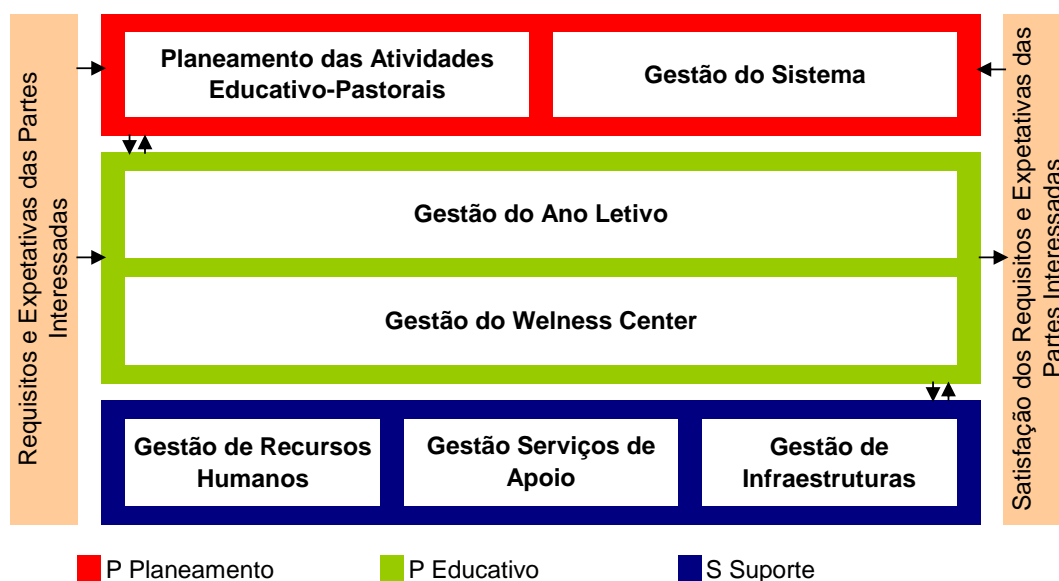 Requisitos e Expetativas das Partes
Interessadas
Planeamento das Atividades
Educativo-Pastorais
Gestão do Sistema
Gestão do Ano Letivo
Gestão do Welness Center
Gestão de Recursos
Humanos
Gestão Serviços de
Apoio
Gestão de
Infraestruturas
Satisfação dos Requisitos e Expetativas das
Partes Interessadas
P Planeamento
P Educativo
S Suporte